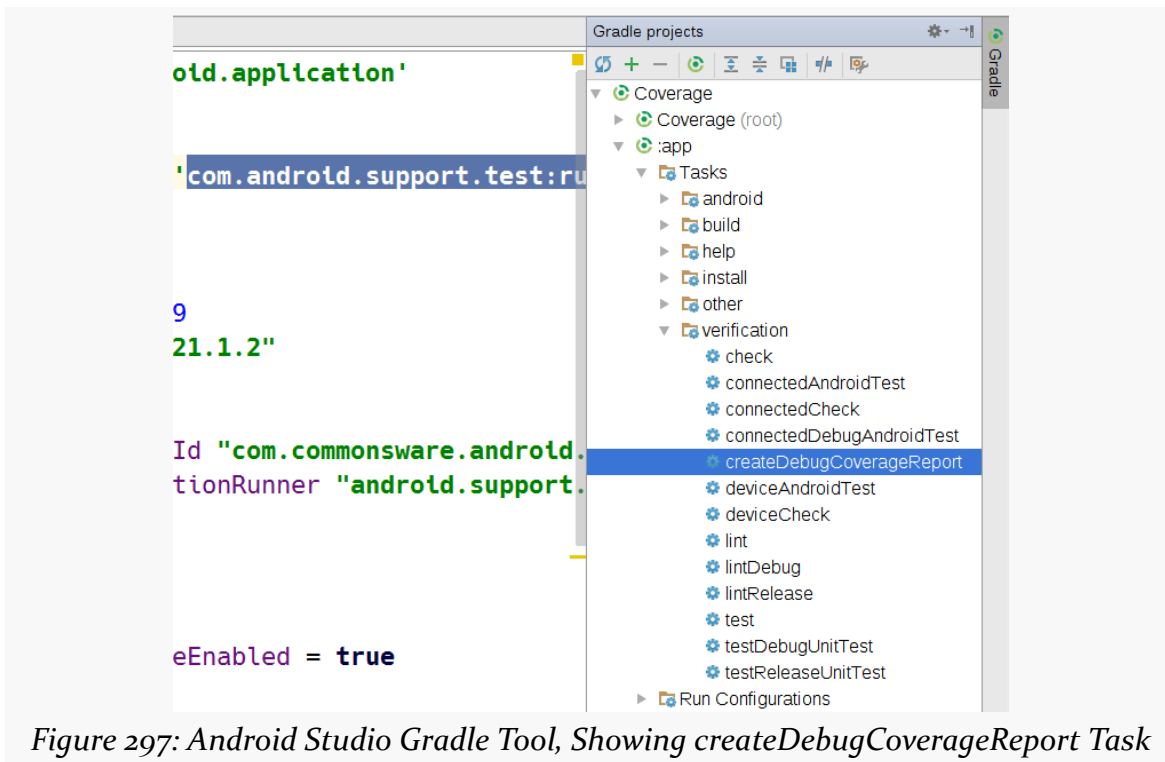 oid.application'
'com.android.support.test:ru
9
21.1.2"
Id "com.commonsware.android.
tionRunner "android.support.
eEnabled = true
Gradle projects
Coverage
Coverage (root)
:app
Tasks
android
build
help
install
other
verification
check
connectedAndroidTest
connectedCheck
connectedDebugAndroidTest
createDebugCoverageReport
deviceAndroidTest
deviceCheck
lint
lintDebug
lintRelease
test
testDebugUnitTest
testReleaseUnitTest
Run Configurations
Gradle
Figure 297: Android Studio Gradle Tool, Showing createDebugCoverageReport Task